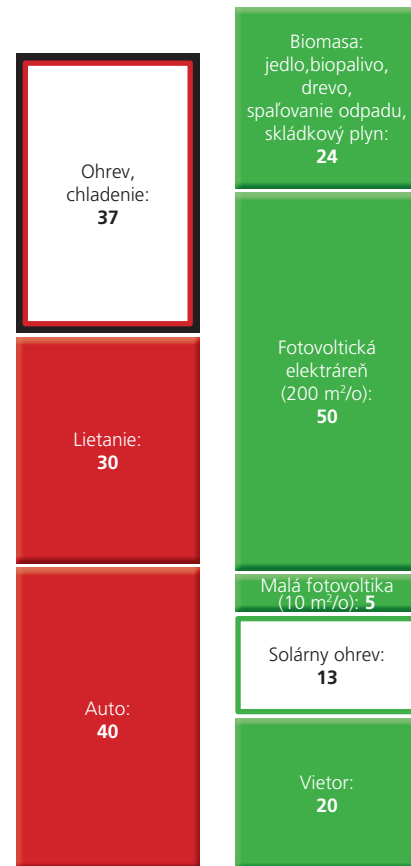 Ohrev,
chladenie:
37
Lietanie:
30
Auto:
40
Biomasa:
jedlo,biopalivo,
drevo,
spaľovanie odpadu,
skládkový plyn:
24
Fotovoltická
elektráreň
(200 m²/o):
50
Malá fotovoltika
(10 m²/o): 5
Solárny ohrev:
13
Vietor:
20